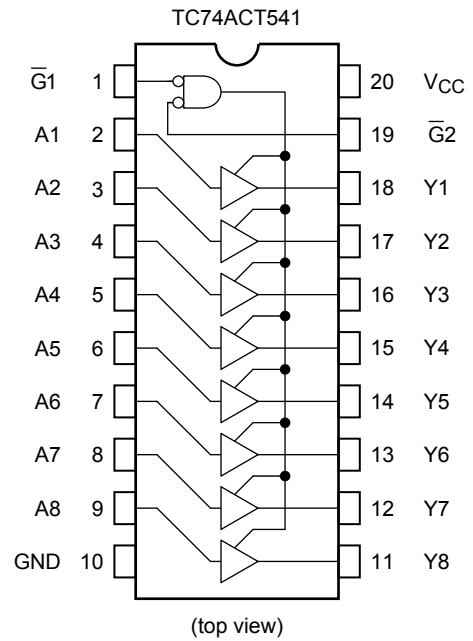 TC74ACT541
G̅1 1 20 VCC
A1 2 19 G̅2
A2 3 18 Y1
A3 4 17 Y2
A4 5 16 Y3
A5 6 15 Y4
A6 7 14 Y5
A7 8 13 Y6
A8 9 12 Y7
GND 10 11 Y8
(top view)